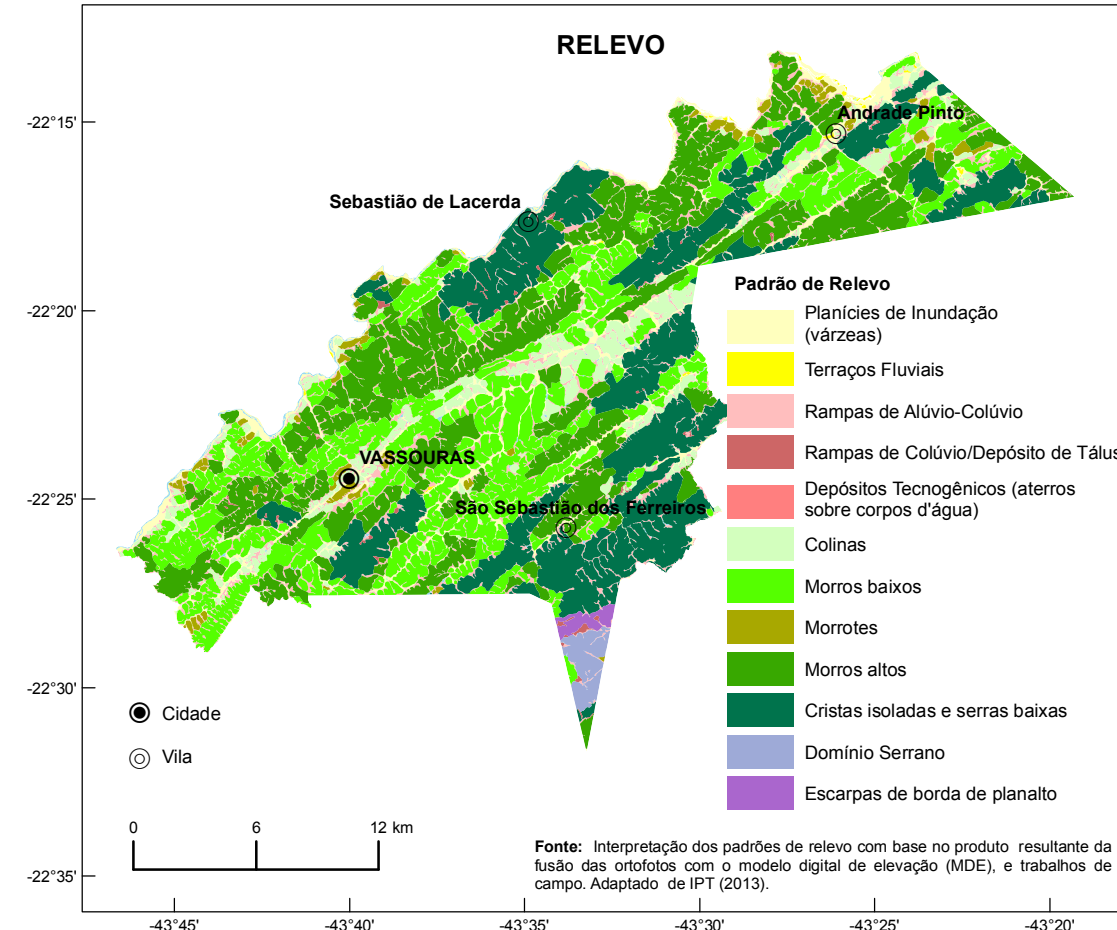 RELEVO
-22°15'
-22°20'
-22°25'
-22°30'
-22°35'
Andrade Pinto
Sebastião de Lacerda
VASSOURAS
São Sebastião dos Ferreiros
Padrão de Relevo
Planícies de Inundação
(várzeas)
Terraços Fluviais
Rampas de Alúvio-Colúvio
Rampas de Colúvio/Depósito de Tálus
Depósitos Tecnogênicos (aterros
sobre corpos d'água)
Colinas
Morros baixos
Morrotes
Morros altos
Cristas isoladas e serras baixas
Domínio Serrano
Escarpas de borda de planalto
Cidade
Vila
0 6 12 km
Fonte: Interpretação dos padrões de relevo com base no produto resultante da
fusão das ortofotos com o modelo digital de elevação (MDE), e trabalhos de
campo. Adaptado de IPT (2013).
-43°45' -43°40' -43°35' -43°30' -43°25' -43°20'